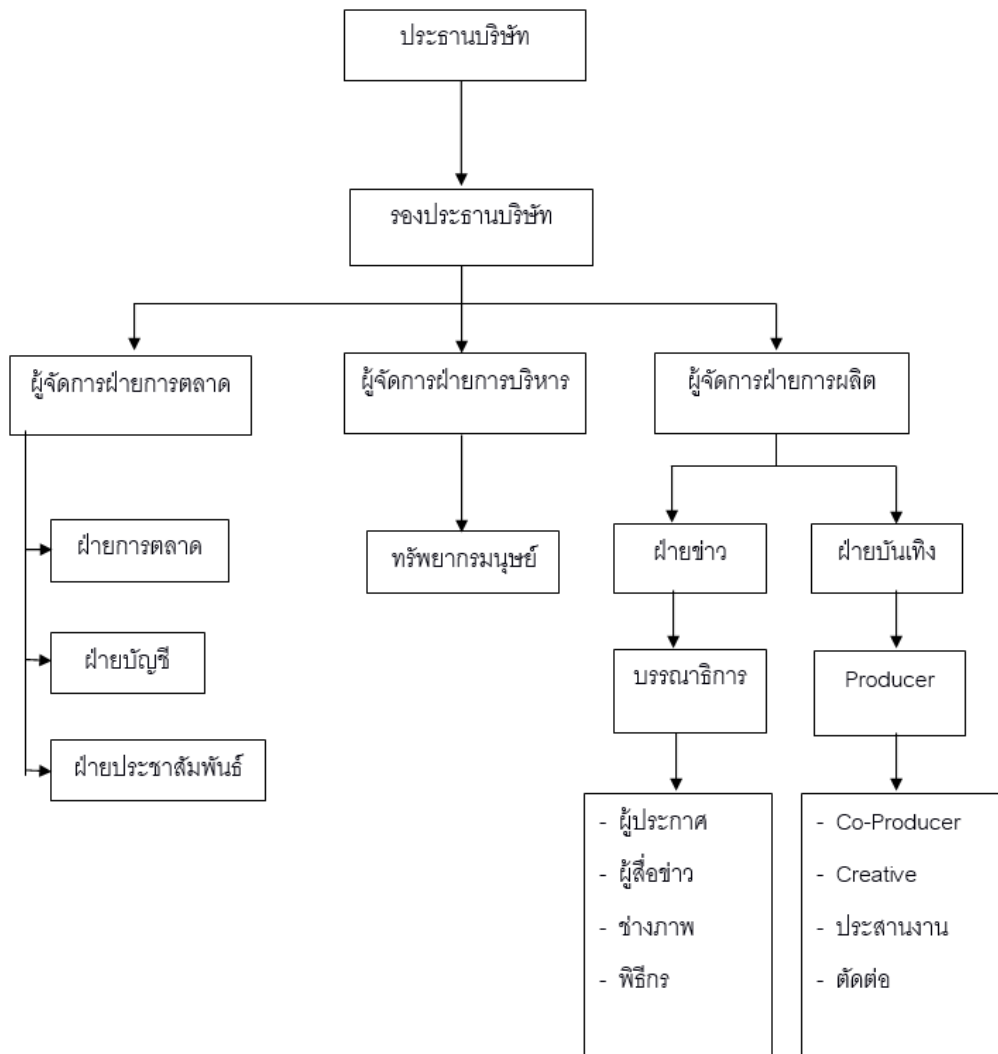 ประธานบริษัท
รองประธานบริษัท
ผู้จัดการฝ่ายการตลาด
ผู้จัดการฝ่ายการบริหาร
ผู้จัดการฝ่ายการผลิต
ฝ่ายการตลาด
ทรัพยากรมนุษย์
ฝ่ายข่าว
ฝ่ายบันเทิง
ฝ่ายบัญชี
บรรณาธิการ
Producer
ฝ่ายประชาสัมพันธ์
- ผู้ประกาศ
- ผู้สื่อข่าว
- ช่างภาพ
- พิธีกร
- Co-Producer
- Creative
- ประสานงาน
- ตัดต่อ